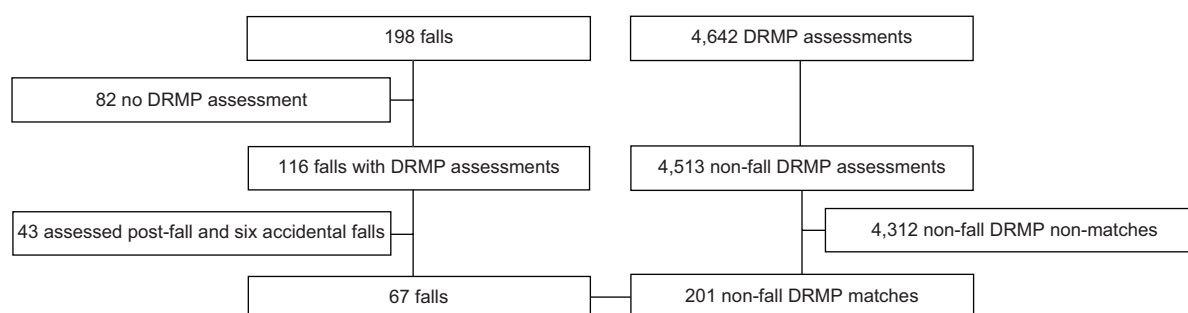 198 falls
4,642 DRMP assessments
82 no DRMP assessment
116 falls with DRMP assessments
4,513 non-fall DRMP assessments
43 assessed post-fall and six accidental falls
4,312 non-fall DRMP non-matches
67 falls
201 non-fall DRMP matches